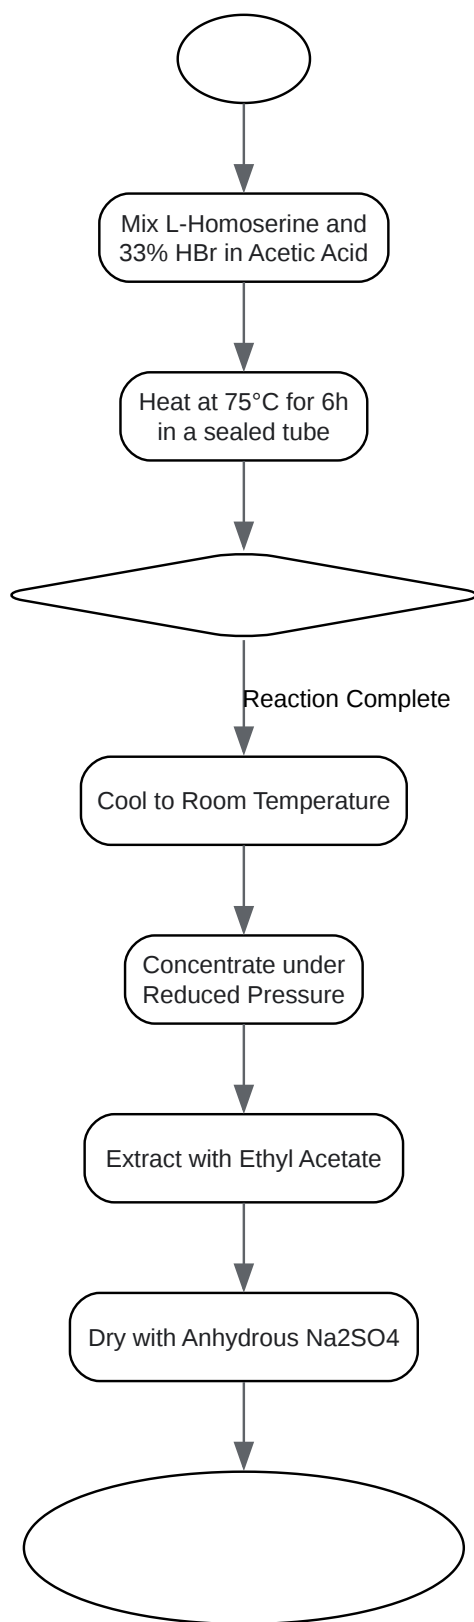 Mix L-Homoserine and
33% HBr in Acetic Acid
Heat at 75°C for 6h
in a sealed tube
Reaction Complete
Cool to Room Temperature
Concentrate under
Reduced Pressure
Extract with Ethyl Acetate
Dry with Anhydrous Na2SO4